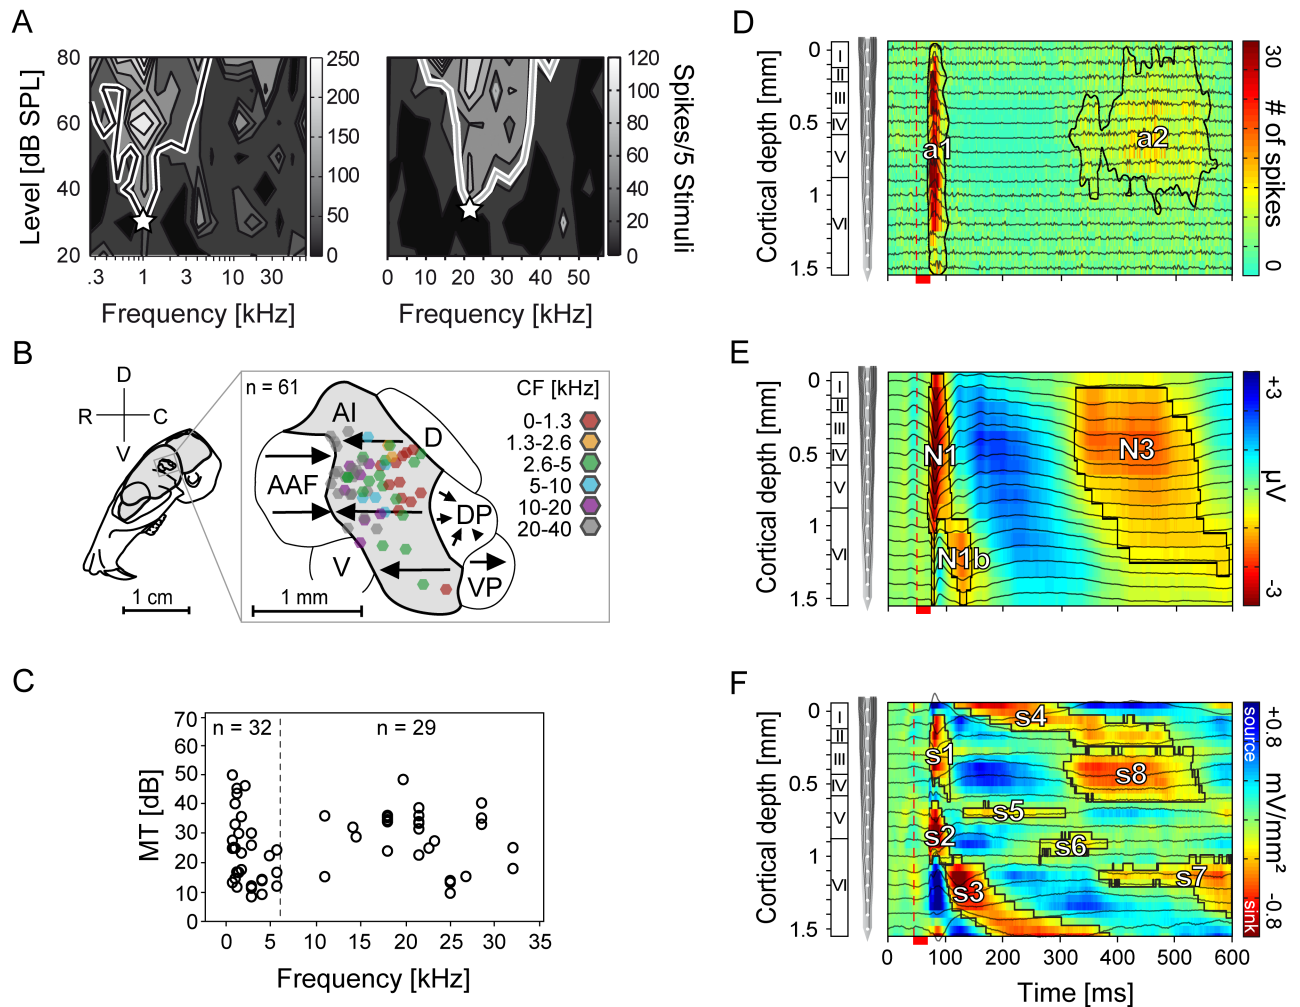 A
Level [dB SPL]
80
60
40
20
.3 1 3 10 30
Frequency [kHz]
250
200
150
100
50
0
0 10 20 30 40 50
Frequency [kHz]
120
100
80
60
40
20
0
Spikes/5 Stimuli
B
D
R C
V
1 cm
n = 61
AI
D
AAF
DP
V
VP
1 mm
CF [kHz]
0-1.3
1.3-2.6
2.6-5
5-10
10-20
20-40
C
MT [dB]
70
60
50
40
30
20
10
0
n = 32 n = 29
0 5 10 15 20 25 30 35
Frequency [kHz]
D
Cortical depth [mm]
0
0.5
1
1.5
I
II
III
IV
V
VI
a1
a2
30
0
# of spikes
E
Cortical depth [mm]
0
0.5
1
1.5
I
II
III
IV
V
VI
N1
N1b
N3
+3
-3
µV
F
Cortical depth [mm]
0
0.5
1
1.5
I
II
III
IV
V
VI
s4
s1
s8
s5
s2
s6
s3
s7
source
sink
+0.8
-0.8
mV/mm²
0 100 200 300 400 500 600
Time [ms]